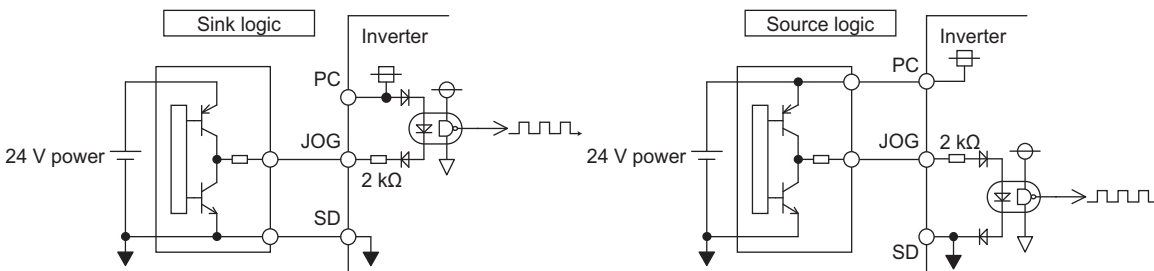 Sink logic
Inverter
PC
JOG
24 V power
2 kΩ
SD
Source logic
Inverter
PC
JOG
2 kΩ
24 V power
SD